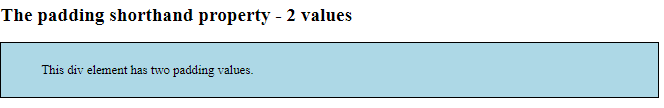 The padding shorthand property - 2 values
This div element has two padding values.